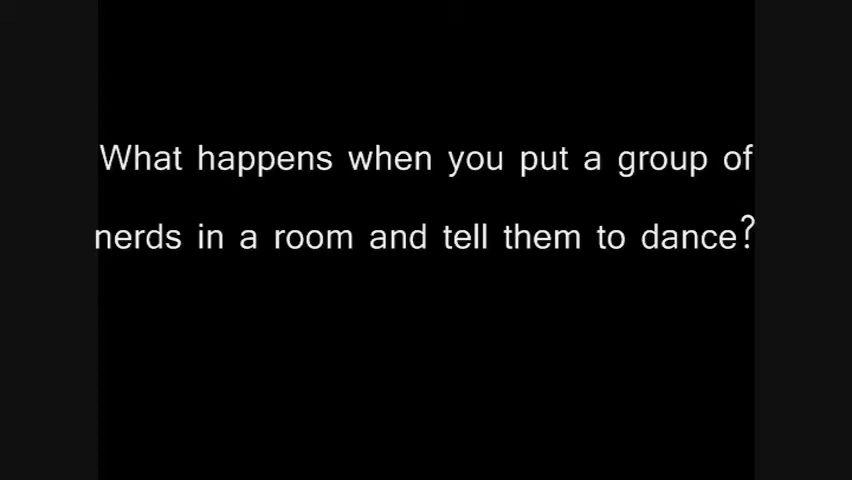 What happens when you put a group of
nerds in a room and tell them to dance?